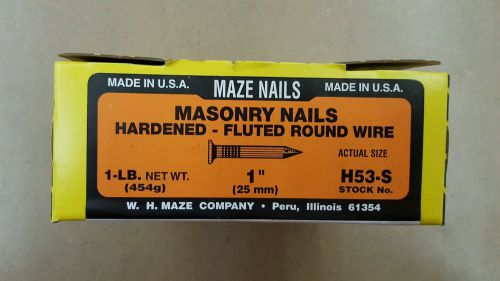 MADE IN U.S.A. MAZE NAILS MADE IN U.S.A.
MASONRY NAILS
HARDENED - FLUTED ROUND WIRE
ACTUAL SIZE
1-LB. NET WT. 1" H53-S
(454g) (25 mm) STOCK No.
W. H. MAZE COMPANY • Peru, Illinois 61354